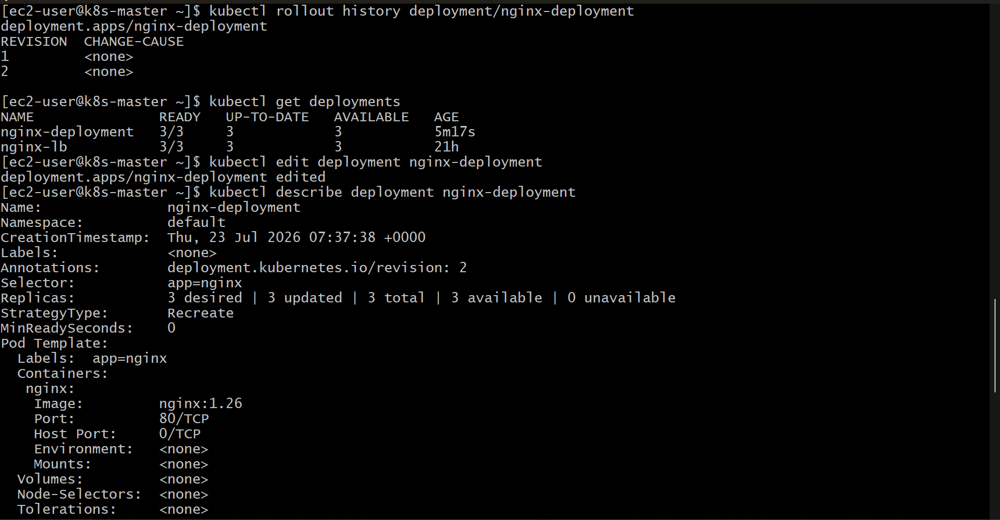 [ec2-user@k8s-master ~]$ kubectl rollout history deployment/nginx-deployment
deployment.apps/nginx-deployment
REVISION  CHANGE-CAUSE
1         <none>
2         <none>

[ec2-user@k8s-master ~]$ kubectl get deployments
NAME               READY   UP-TO-DATE   AVAILABLE   AGE
nginx-deployment   3/3     3            3           5m17s
nginx-lb           3/3     3            3           21h
[ec2-user@k8s-master ~]$ kubectl edit deployment nginx-deployment
deployment.apps/nginx-deployment edited
[ec2-user@k8s-master ~]$ kubectl describe deployment nginx-deployment
Name:               nginx-deployment
Namespace:          default
CreationTimestamp:  Thu, 23 Jul 2026 07:37:38 +0000
Labels:             <none>
Annotations:        deployment.kubernetes.io/revision: 2
Selector:           app=nginx
Replicas:           3 desired | 3 updated | 3 total | 3 available | 0 unavailable
StrategyType:       Recreate
MinReadySeconds:    0
Pod Template:
  Labels:  app=nginx
  Containers:
   nginx:
    Image:         nginx:1.26
    Port:          80/TCP
    Host Port:     0/TCP
    Environment:   <none>
    Mounts:        <none>
  Volumes:         <none>
  Node-Selectors:  <none>
  Tolerations:     <none>